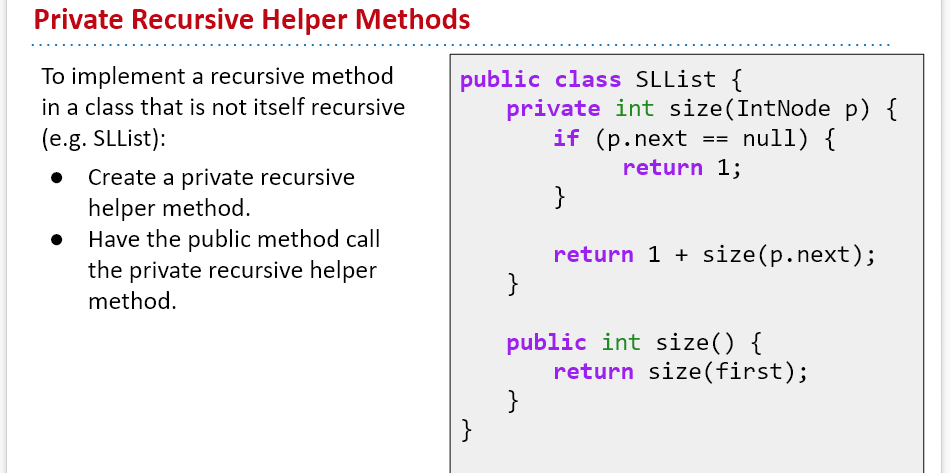 Private Recursive Helper Methods
To implement a recursive method
in a class that is not itself recursive
(e.g. SLList):
● Create a private recursive
helper method.
● Have the public method call
the private recursive helper
method.
public class SLList {
    private int size(IntNode p) {
        if (p.next == null) {
            return 1;
        }

        return 1 + size(p.next);
    }

    public int size() {
        return size(first);
    }
}